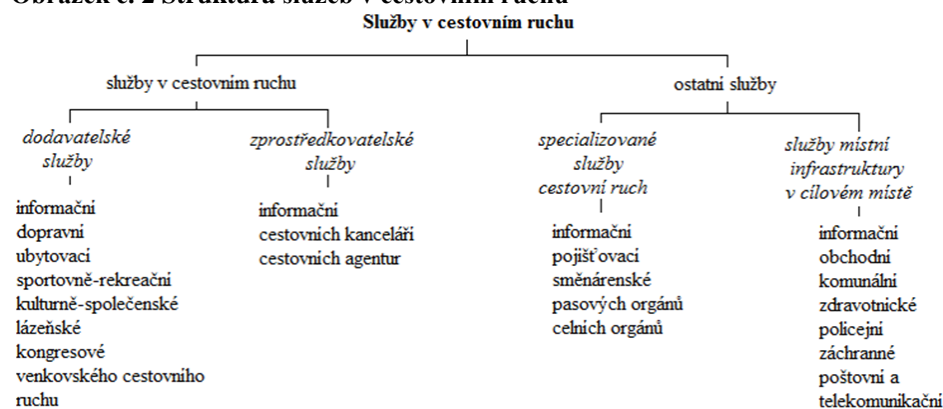 Obrázek č. 2 Struktura služeb v cestovním ruchu
Služby v cestovním ruchu
služby v cestovním ruchu
ostatní služby
dodavatelské
služby
informační
dopravní
ubytovací
sportovně-rekreační
kulturně-společenské
lázeňské
kongresové
venkovského cestovního
ruchu
zprostředkovatelské
služby
informační
cestovních kanceláří
cestovních agentur
specializované
služby
cestovní ruch
informační
pojišťovací
směnárenské
pasových orgánů
celních orgánů
služby místní
infrastruktury
v cílovém místě
informační
obchodní
komunální
zdravotnické
policejní
záchranné
poštovní a
telekomunikační